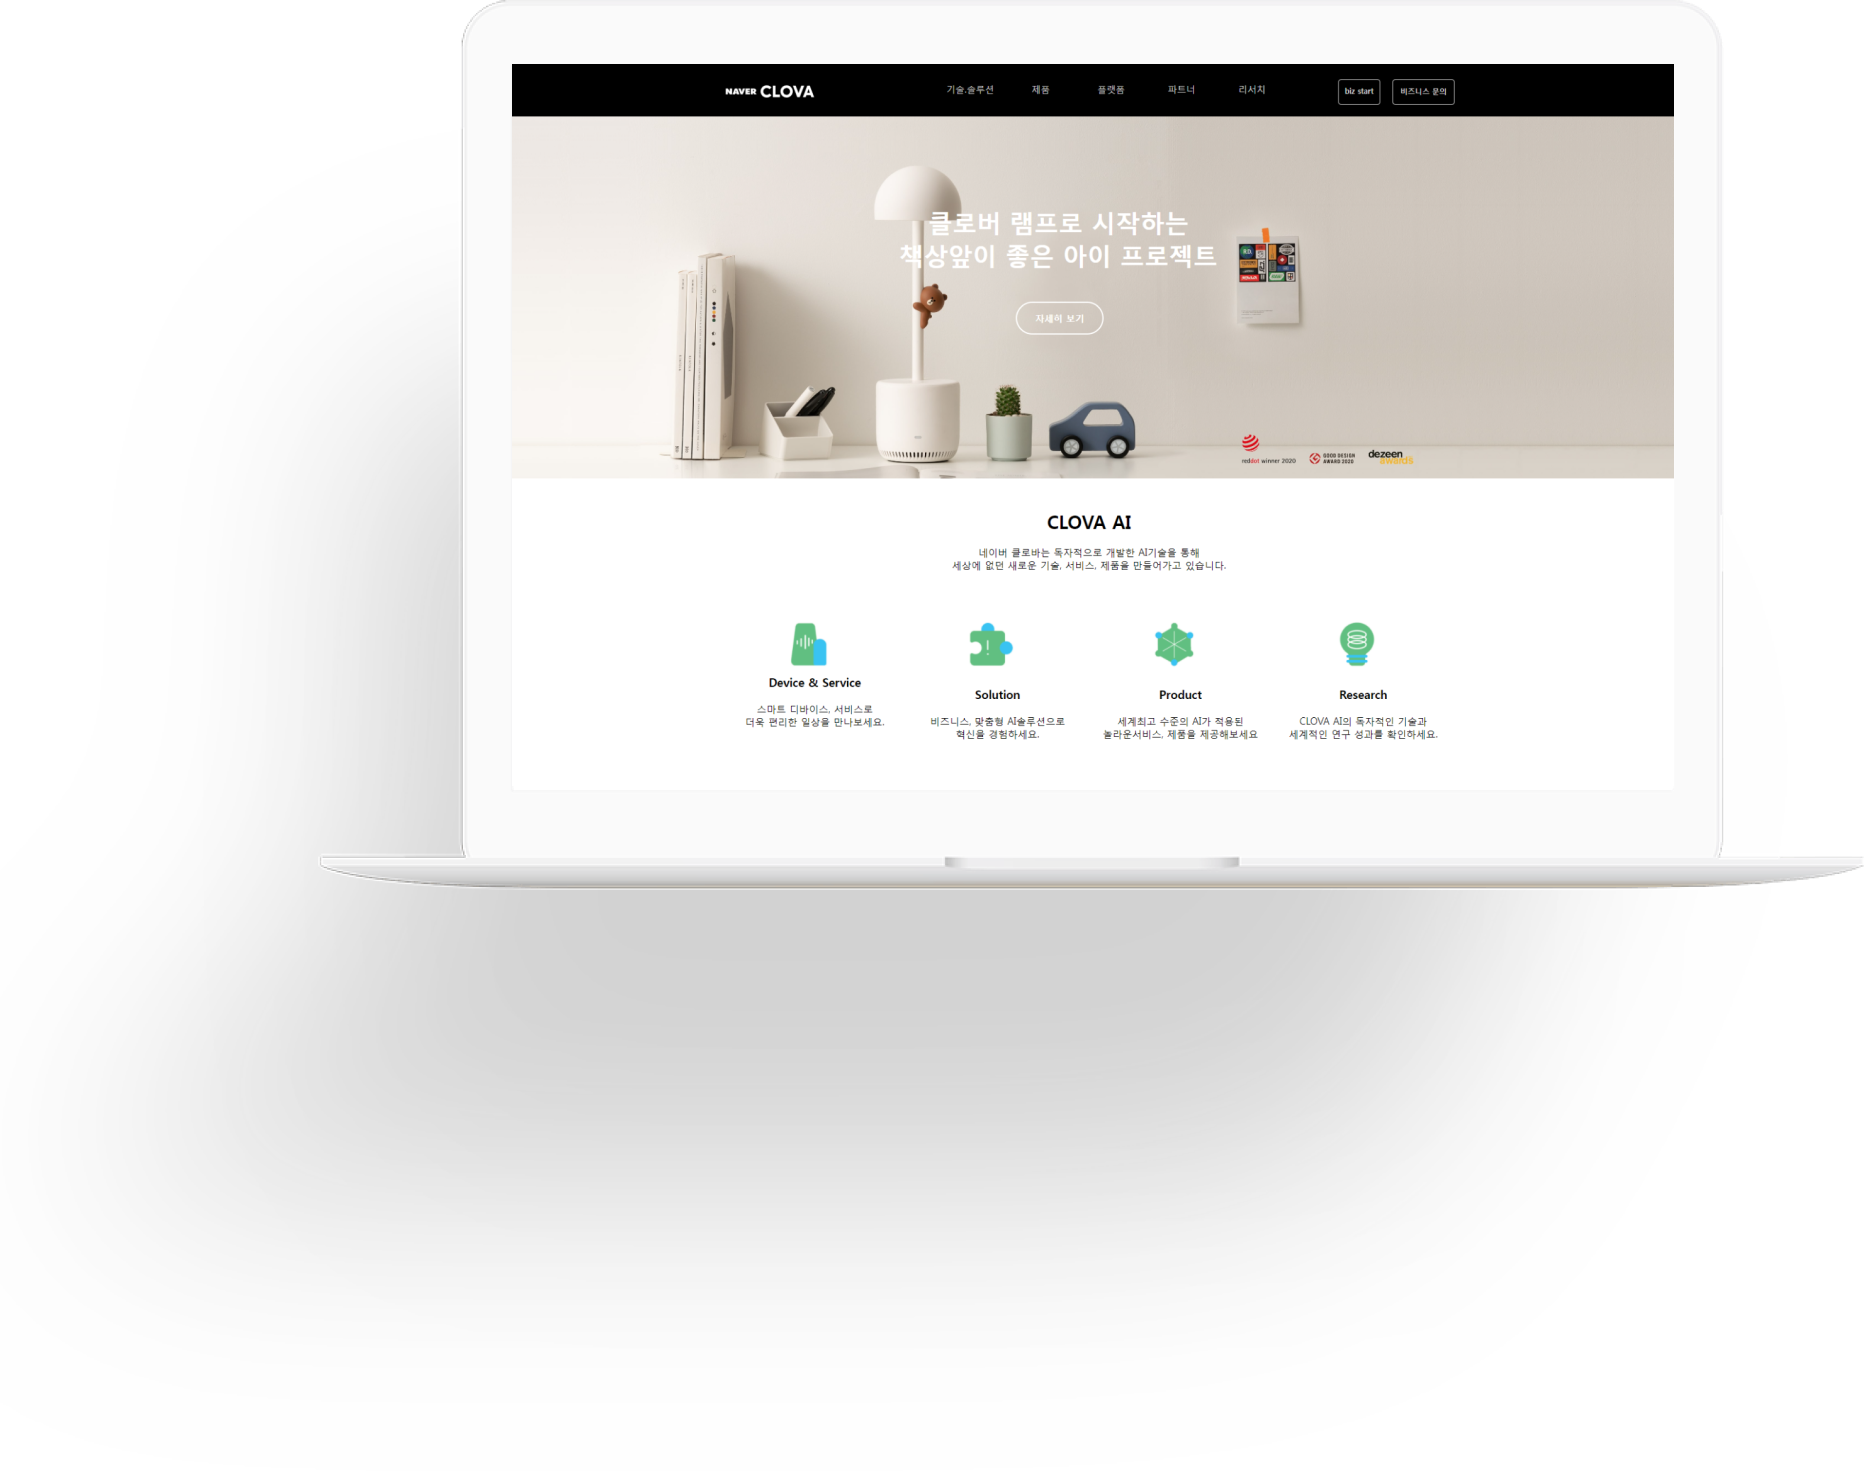 NAVER CLOVA
기술.솔루션
제품
플랫폼
파트너
리서치
biz start
비즈니스 문의
클로버 램프로 시작하는
책상앞이 좋은 아이 프로젝트
자세히 보기
reddot winner 2020
GOOD DESIGN
AWARD 2020
dezeen
awards
CLOVA AI
네이버 클로바는 독자적으로 개발한 AI기술을 통해
세상에 없던 새로운 기술, 서비스, 제품을 만들어가고 있습니다.
Device & Service
스마트 디바이스, 서비스로
더욱 편리한 일상을 만나보세요.
Solution
비즈니스, 맞춤형 AI솔루션으로
혁신을 경험하세요.
Product
세계최고 수준의 AI가 적용된
놀라운서비스, 제품을 제공해보세요
Research
CLOVA AI의 독자적인 기술과
세계적인 연구 성과를 확인하세요.